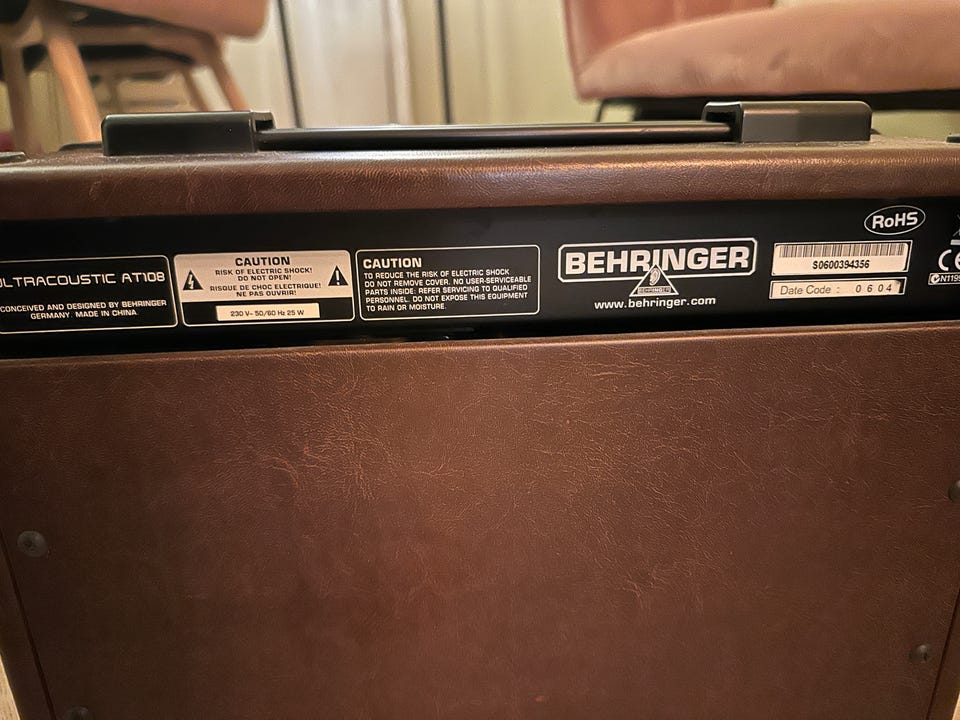 ULTRACOUSTIC AT108
CONCEIVED AND DESIGNED BY BEHRINGER
GERMANY. MADE IN CHINA.
CAUTION
RISK OF ELECTRIC SHOCK!
DO NOT OPEN!
RISQUE DE CHOC ELECTRIQUE!
NE PAS OUVRIR!
230 V~ 50/60 Hz 25 W
CAUTION
TO REDUCE THE RISK OF ELECTRIC SHOCK
DO NOT REMOVE COVER. NO USER-SERVICEABLE
PARTS INSIDE: REFER SERVICING TO QUALIFIED
PERSONNEL. DO NOT EXPOSE THIS EQUIPMENT
TO RAIN OR MOISTURE.
BEHRINGER
BEHRINGER
www.behringer.com
RoHS
S0600394356
Date Code : 0604
CE
N1195